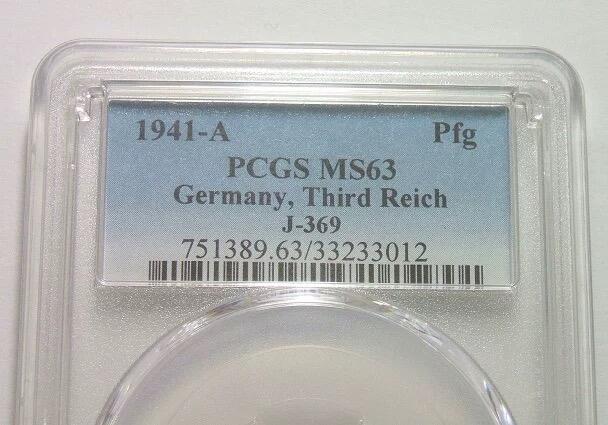 1941-A Pfg
PCGS MS63
Germany, Third Reich
J-369
751389.63/33233012